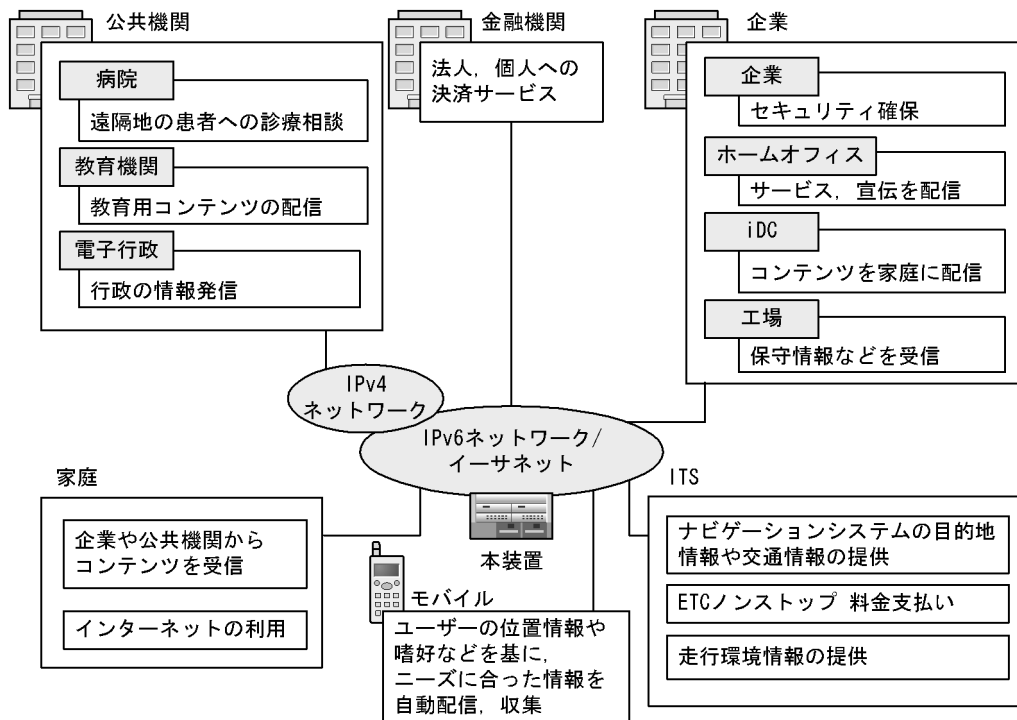 公共機関
病院
遠隔地の患者への診療相談
教育機関
教育用コンテンツの配信
電子行政
行政の情報発信
金融機関
法人，個人への
決済サービス
企業
企業
セキュリティ確保
ホームオフィス
サービス，宣伝を配信
iDC
コンテンツを家庭に配信
工場
保守情報などを受信
IPv4
ネットワーク
IPv6ネットワーク/
イーサネット
本装置
家庭
企業や公共機関から
コンテンツを受信
インターネットの利用
モバイル
ユーザーの位置情報や
嗜好などを基に，
ニーズに合った情報を
自動配信，収集
ITS
ナビゲーションシステムの目的地
情報や交通情報の提供
ETCノンストップ 料金支払い
走行環境情報の提供